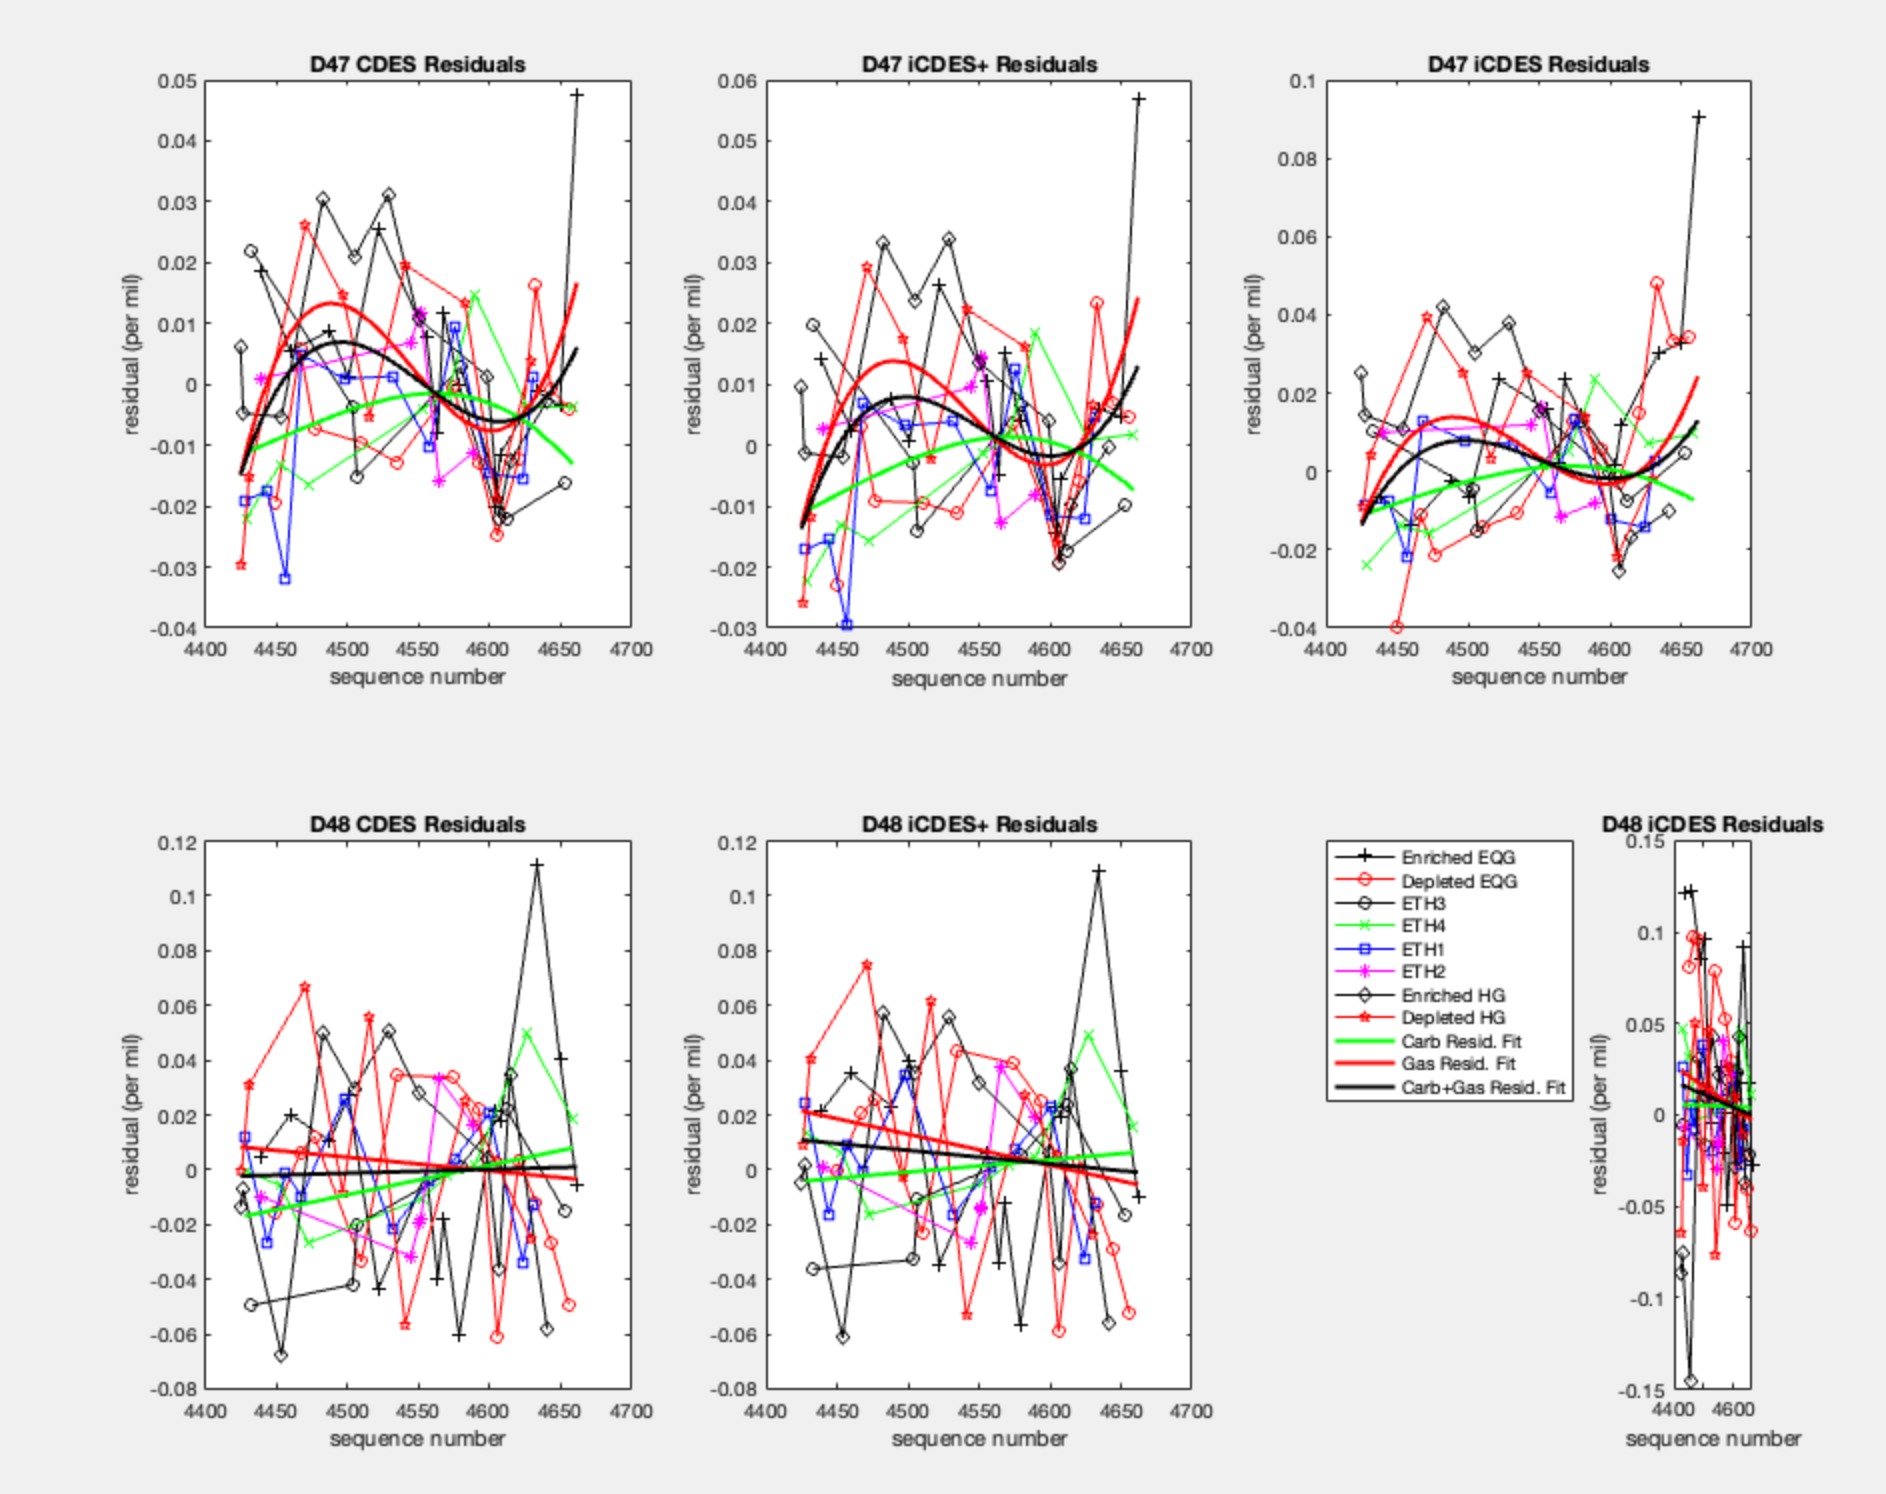 D47 CDES Residuals
0.05
0.04
0.03
0.02
0.01
0
-0.01
-0.02
-0.03
-0.04
residual (per mil)
4400 4450 4500 4550 4600 4650 4700
sequence number
D47 iCDES+ Residuals
0.06
0.05
0.04
0.03
0.02
0.01
0
-0.01
-0.02
-0.03
residual (per mil)
4400 4450 4500 4550 4600 4650 4700
sequence number
D47 iCDES Residuals
0.1
0.08
0.06
0.04
0.02
0
-0.02
-0.04
residual (per mil)
4400 4450 4500 4550 4600 4650 4700
sequence number
D48 CDES Residuals
0.12
0.1
0.08
0.06
0.04
0.02
0
-0.02
-0.04
-0.06
-0.08
residual (per mil)
4400 4450 4500 4550 4600 4650 4700
sequence number
D48 iCDES+ Residuals
0.12
0.1
0.08
0.06
0.04
0.02
0
-0.02
-0.04
-0.06
-0.08
residual (per mil)
4400 4450 4500 4550 4600 4650 4700
sequence number
Enriched EQG
Depleted EQG
ETH3
ETH4
ETH1
ETH2
Enriched HG
Depleted HG
Carb Resid. Fit
Gas Resid. Fit
Carb+Gas Resid. Fit
D48 iCDES Residuals
0.15
0.1
0.05
0
-0.05
-0.1
-0.15
residual (per mil)
4400 4600
sequence number